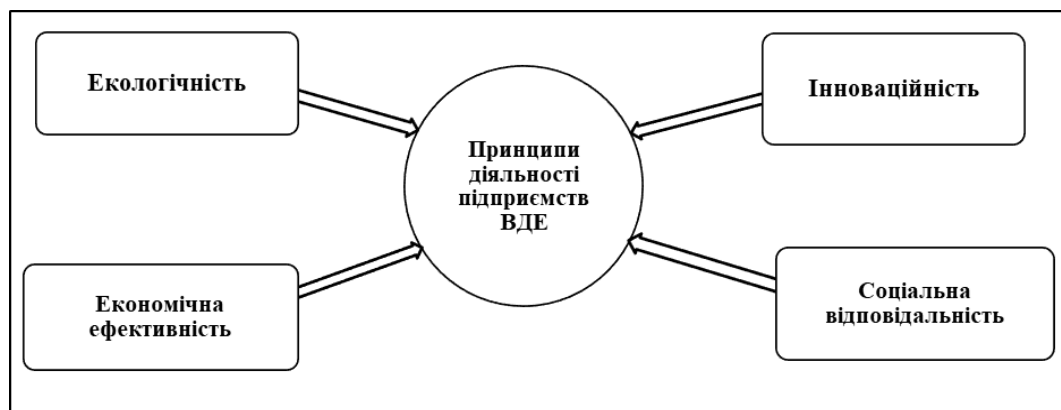 Екологічність
Інноваційність
Принципи
діяльності
підприємств
ВДЕ
Економічна
ефективність
Соціальна
відповідальність